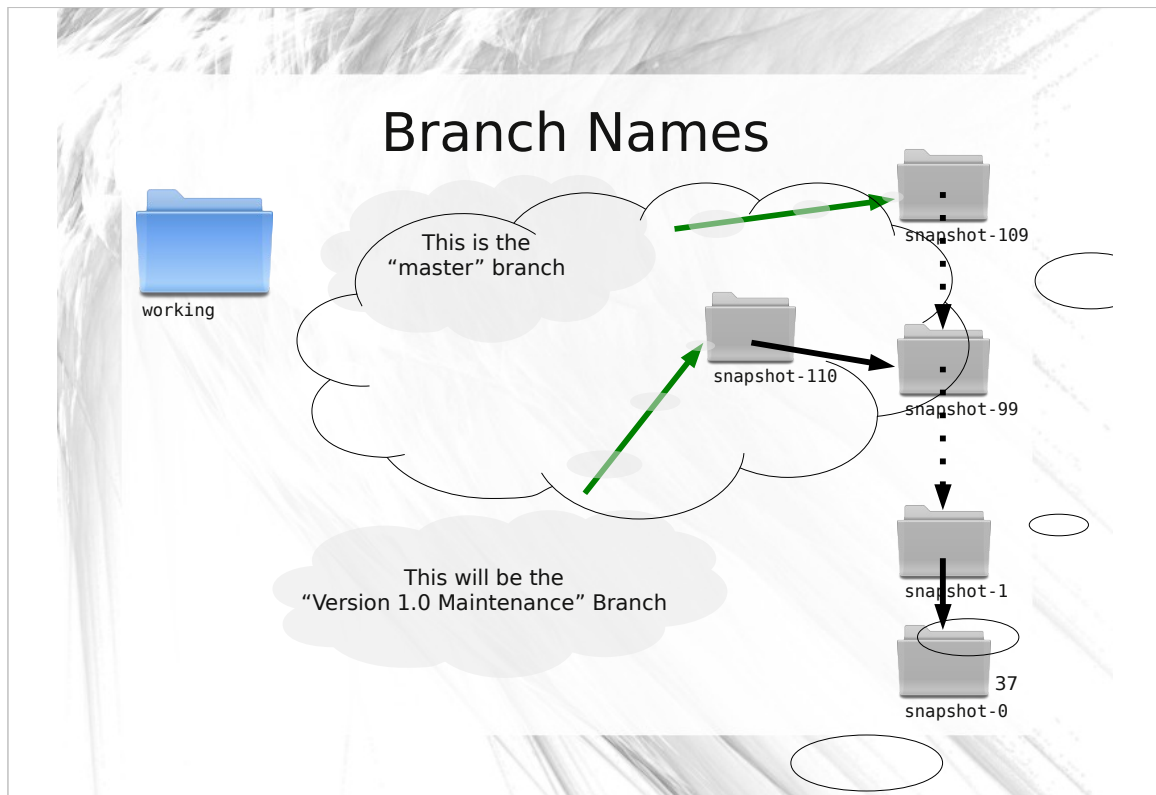 Branch Names
working
This is the
“master” branch
snapshot-109
snapshot-110
snapshot-99
This will be the
“Version 1.0 Maintenance” Branch
snapshot-1
37
snapshot-0